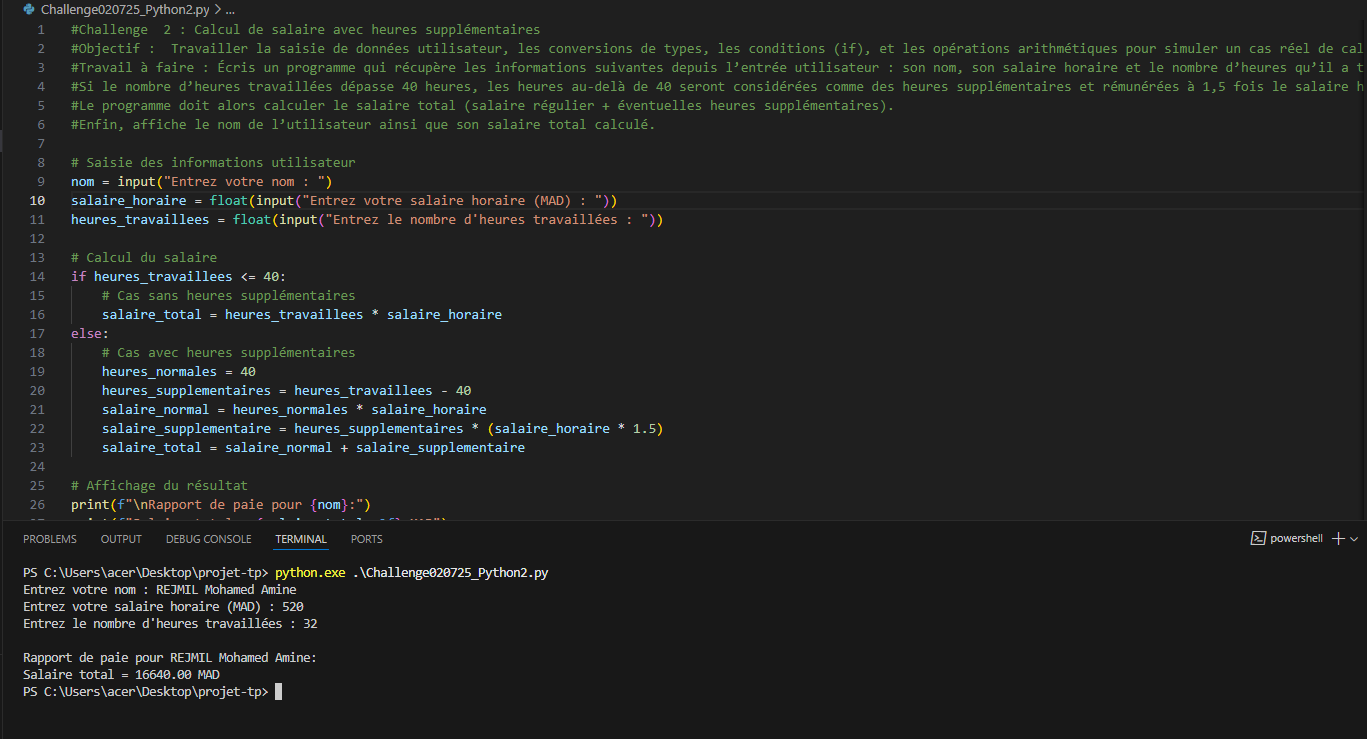 Challenge020725_Python2.py > ...
1 #Challenge  2 : Calcul de salaire avec heures supplémentaires
2 #Objectif :  Travailler la saisie de données utilisateur, les conversions de types, les conditions (if), et les opérations arithmétiques pour simuler un cas réel de cal
3 #Travail à faire : Écris un programme qui récupère les informations suivantes depuis l’entrée utilisateur : son nom, son salaire horaire et le nombre d’heures qu’il a t
4 #Si le nombre d’heures travaillées dépasse 40 heures, les heures au-delà de 40 seront considérées comme des heures supplémentaires et rémunérées à 1,5 fois le salaire h
5 #Le programme doit alors calculer le salaire total (salaire régulier + éventuelles heures supplémentaires).
6 #Enfin, affiche le nom de l’utilisateur ainsi que son salaire total calculé.
7
8 # Saisie des informations utilisateur
9 nom = input("Entrez votre nom : ")
10 salaire_horaire = float(input("Entrez votre salaire horaire (MAD) : "))
11 heures_travaillees = float(input("Entrez le nombre d'heures travaillées : "))
12
13 # Calcul du salaire
14 if heures_travaillees <= 40:
15     # Cas sans heures supplémentaires
16     salaire_total = heures_travaillees * salaire_horaire
17 else:
18     # Cas avec heures supplémentaires
19     heures_normales = 40
20     heures_supplementaires = heures_travaillees - 40
21     salaire_normal = heures_normales * salaire_horaire
22     salaire_supplementaire = heures_supplementaires * (salaire_horaire * 1.5)
23     salaire_total = salaire_normal + salaire_supplementaire
24
25 # Affichage du résultat
26 print(f"\nRapport de paie pour {nom}:")
PROBLEMS OUTPUT DEBUG CONSOLE TERMINAL PORTS powershell
PS C:\Users\acer\Desktop\projet-tp> python.exe .\Challenge020725_Python2.py
Entrez votre nom : REJMIL Mohamed Amine
Entrez votre salaire horaire (MAD) : 520
Entrez le nombre d'heures travaillées : 32

Rapport de paie pour REJMIL Mohamed Amine:
Salaire total = 16640.00 MAD
PS C:\Users\acer\Desktop\projet-tp>